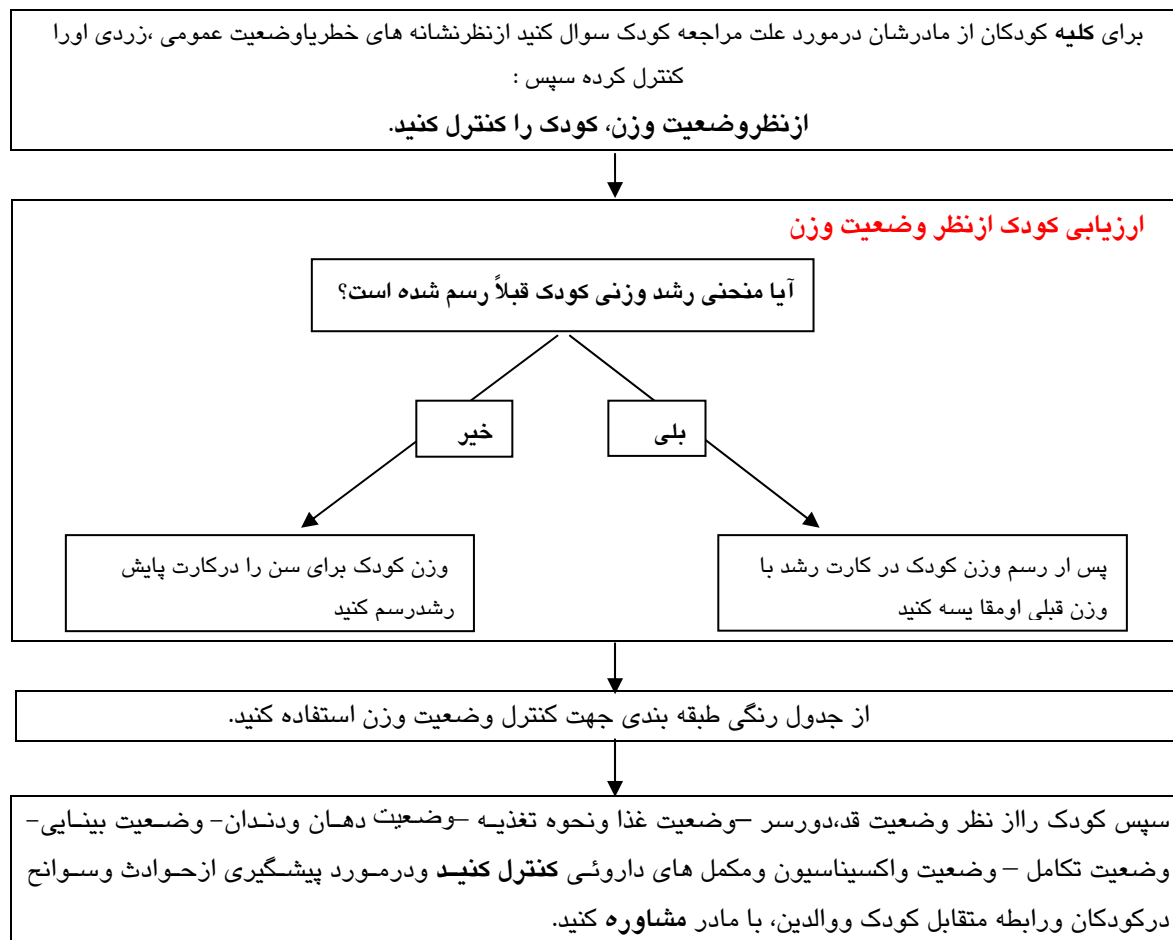 برای کلیه کودکان از مادرشان درمورد علت مراجعه کودک سوال کنید ازنظرنشانه های خطریاوضعیت عمومی ،زردی اورا
کنترل کرده سپس :
ازنظروضعیت وزن، کودک را کنترل کنید.
ارزیابی کودک ازنظر وضعیت وزن
آیا منحنی رشد وزنی کودک قبلاً رسم شده است؟
بلی
خیر
پس ار رسم وزن کودک در کارت رشد با
وزن قبلی اومقا یسه کنید
وزن کودک برای سن را درکارت پایش
رشدرسم کنید
از جدول رنگی طبقه بندی جهت کنترل وضعیت وزن استفاده کنید.
سپس کودک رااز نظر وضعیت قد،دورسر –وضعیت غذا ونحوه تغذیـه –وضـعیت دهـان ودنـدان– وضـعیت بینـایی–
وضعیت تکامل – وضعیت واکسیناسیون ومکمل های داروئـی کنترل کنیـد ودرمـورد پیشـگیری ازحـوادث وسـوانح
درکودکان ورابطه متقابل کودک ووالدین، با مادر مشاوره کنید.